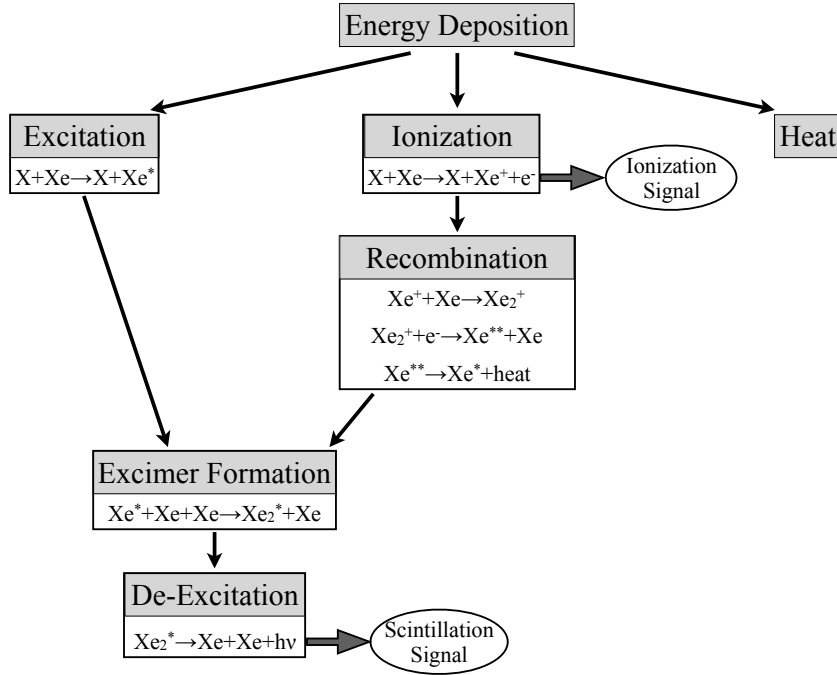 Energy Deposition
Excitation
X+Xe→X+Xe*
Ionization
X+Xe→X+Xe⁺+e⁻
Ionization
Signal
Heat
Recombination
Xe⁺+Xe→Xe₂⁺
Xe₂⁺+e⁻→Xe**+Xe
Xe**→Xe*+heat
Excimer Formation
Xe*+Xe+Xe→Xe₂*+Xe
De-Excitation
Xe₂*→Xe+Xe+hν
Scintillation
Signal